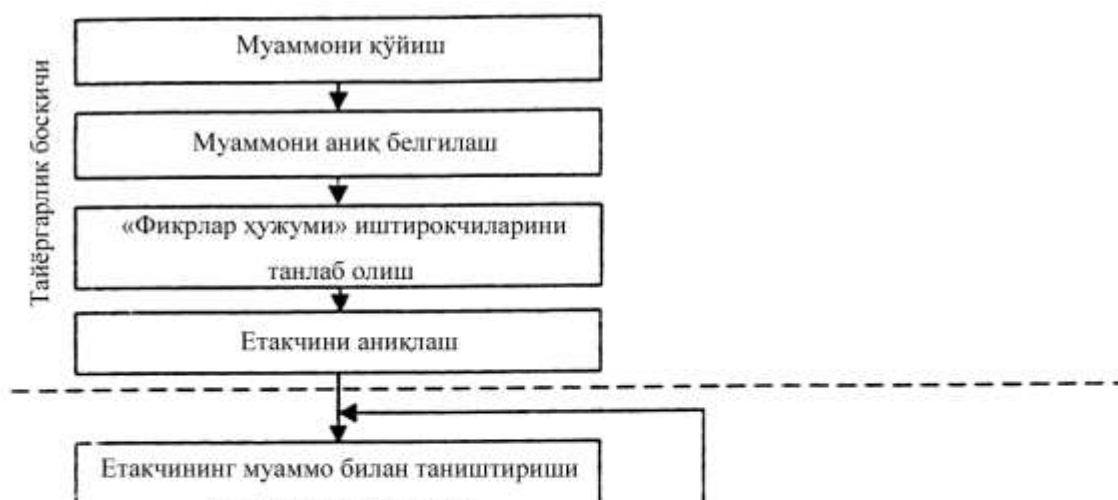 Тайёргарлик босқичи
Муаммони қўйиш
Муаммони аниқ белгилаш
«Фикрлар ҳужуми» иштирокчиларини
танлаб олиш
Етакчини аниқлаш
Етакчининг муаммо билан таништириши